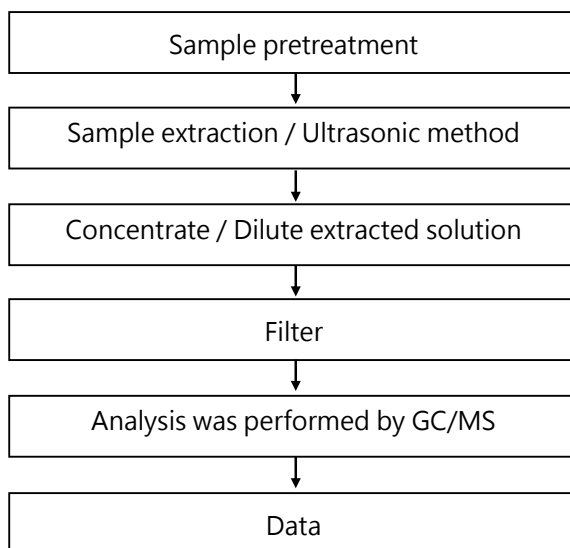 Sample pretreatment
Sample extraction / Ultrasonic method
Concentrate / Dilute extracted solution
Filter
Analysis was performed by GC/MS
Data